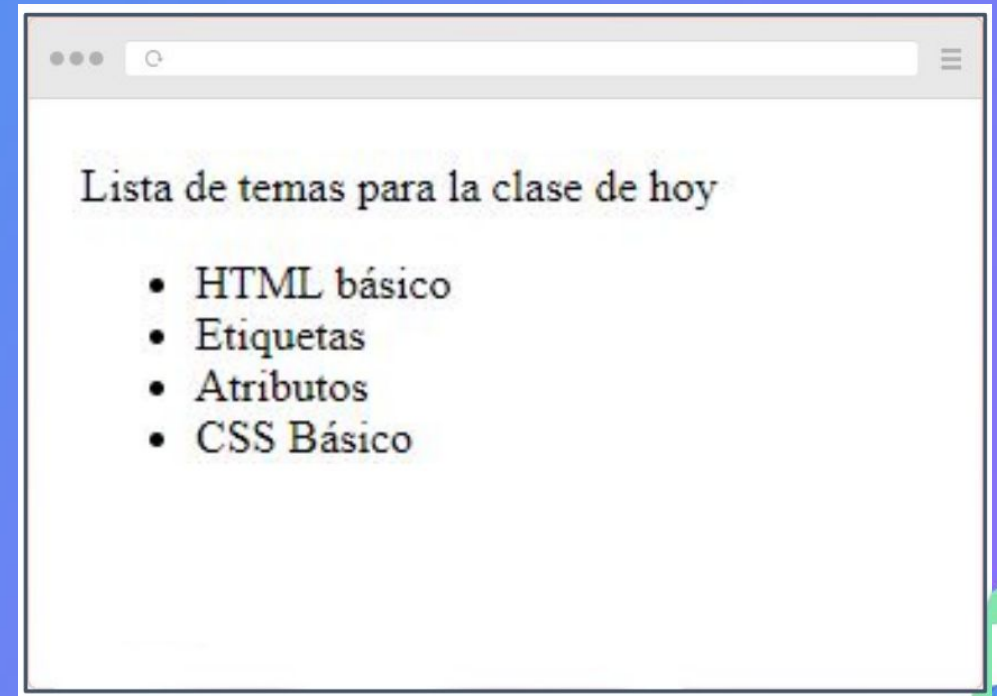 Lista de temas para la clase de hoy
• HTML básico
• Etiquetas
• Atributos
• CSS Básico